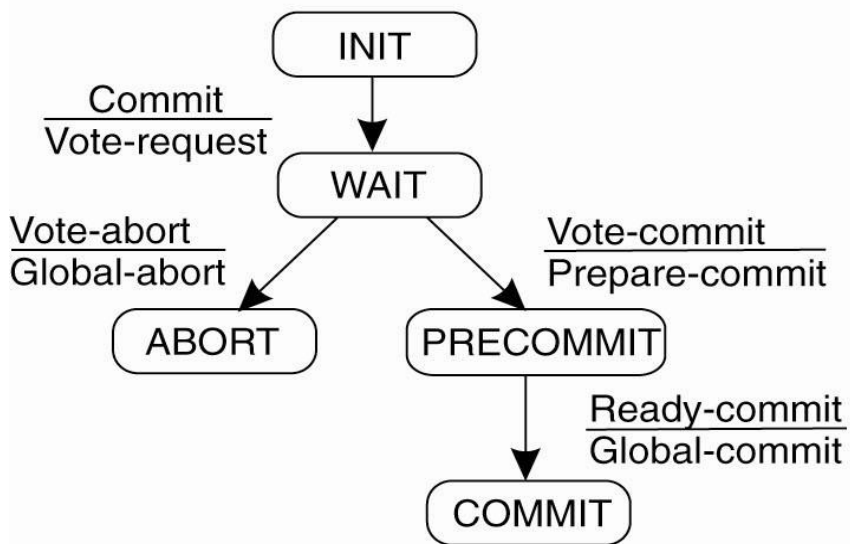 INIT
Commit
Vote-request
WAIT
Vote-abort
Global-abort
Vote-commit
Prepare-commit
ABORT
PRECOMMIT
Ready-commit
Global-commit
COMMIT